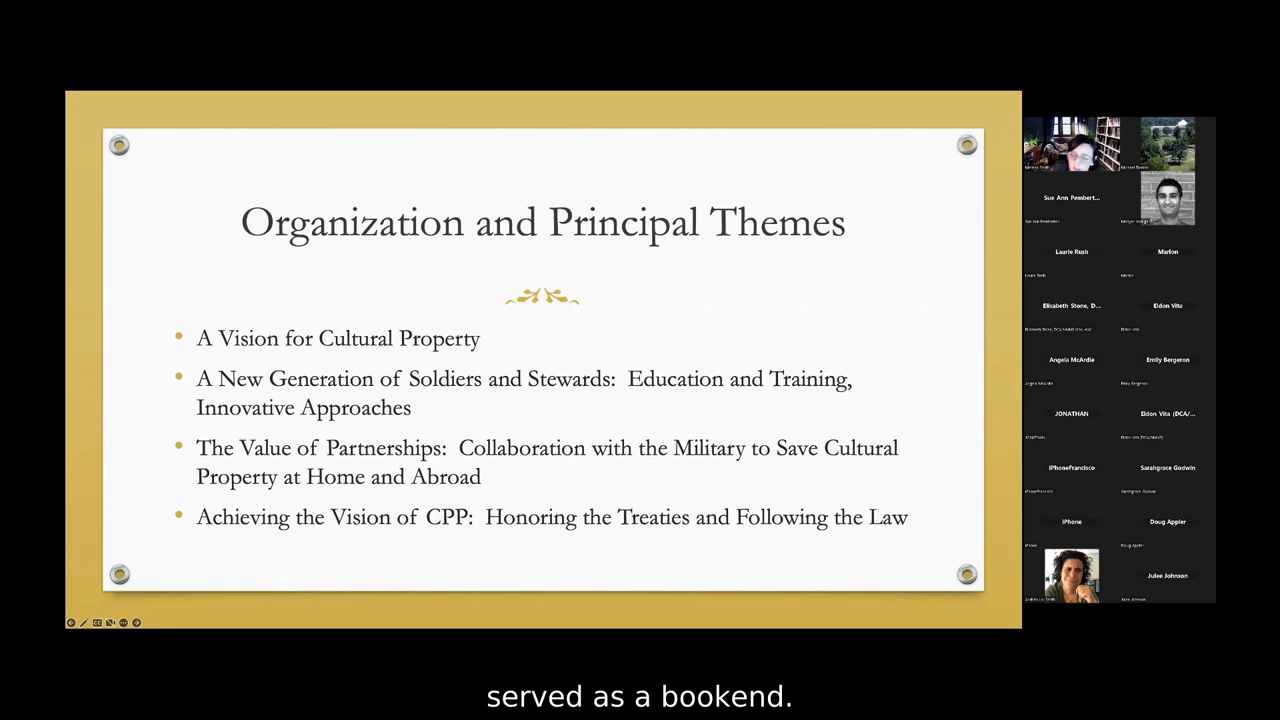 Organization and Principal Themes
A Vision for Cultural Property
A New Generation of Soldiers and Stewards: Education and Training,
Innovative Approaches
The Value of Partnerships: Collaboration with the Military to Save Cultural
Property at Home and Abroad
Achieving the Vision of CPP: Honoring the Treaties and Following the Law
Sue Ann Pembert...
Laurie Rush
Marlon
Elisabeth Stone, D...
Eldon Vita
Angela McArdle
Emily Bergeron
JONATHAN
Eldon Vita (DCA/...
iPhoneFrancisco
Sarahgrace Godwin
iPhone
Doug Appler
Julee Johnson
served as a bookend.